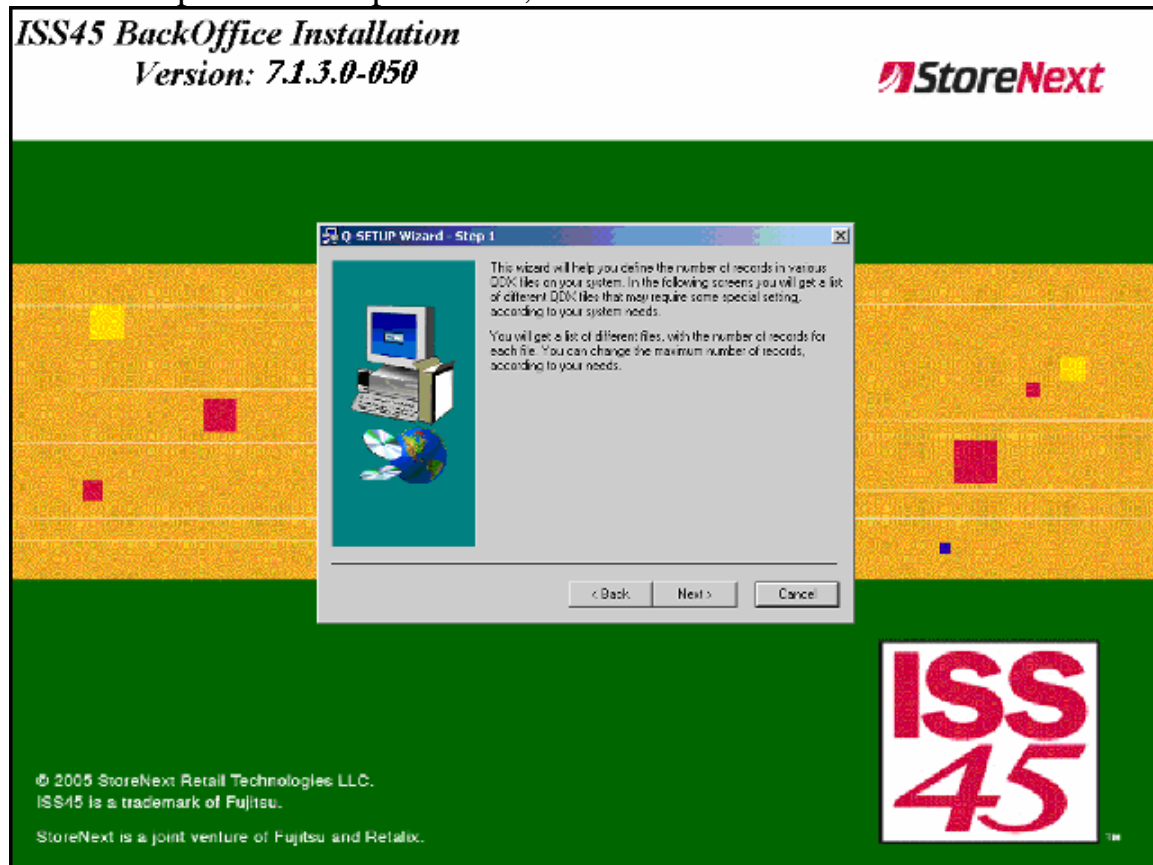 ISS45 BackOffice Installation
Version: 7.1.3.0-050
StoreNext
Q-SETUP Wizard - Step 1
This wizard will help you define the number of records in various
QDX files on your system. In the following screens you will get a list
of different QDX files that may require some special setting,
according to your system needs.
You will get a list of different files, with the number of records for
each file. You can change the maximum number of records,
according to your needs.
< Back
Next >
Cancel
ISS
45
TM
© 2005 StoreNext Retail Technologies LLC.
ISS45 is a trademark of Fujitsu.
StoreNext is a joint venture of Fujitsu and Retalix.